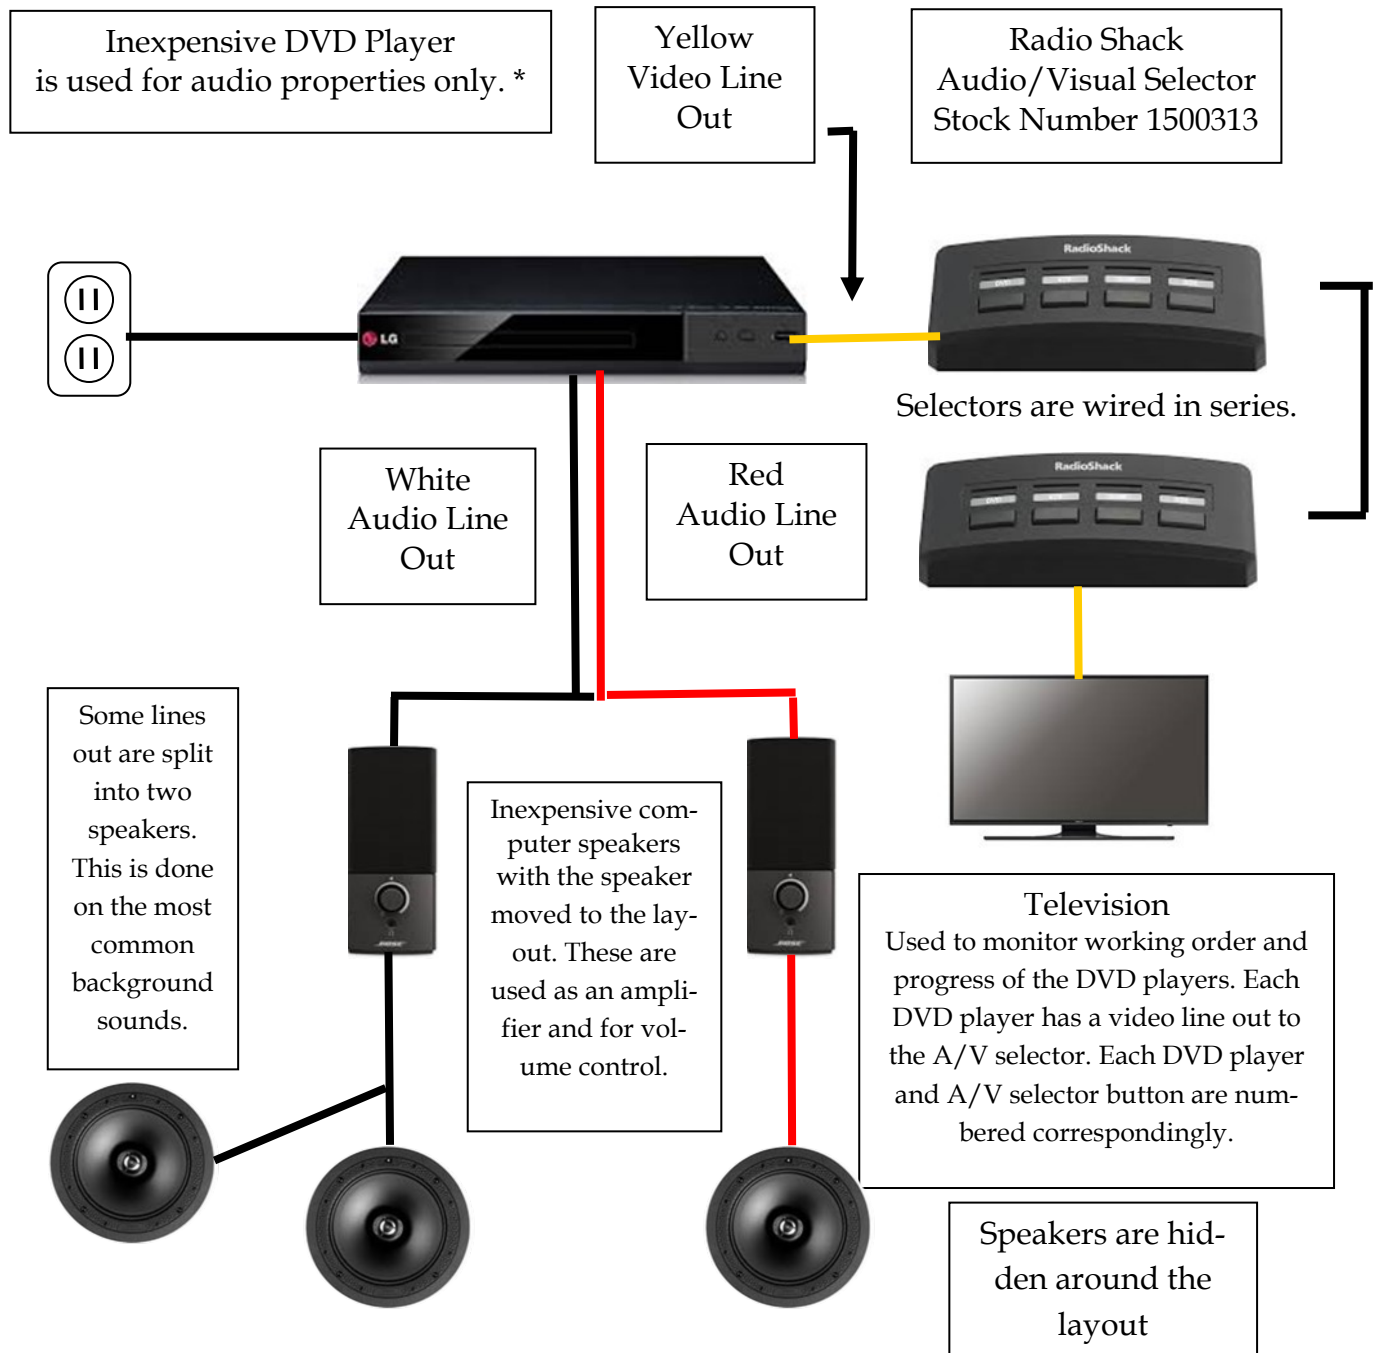 Inexpensive DVD Player
is used for audio properties only. *
Yellow
Video Line
Out
Radio Shack
Audio/Visual Selector
Stock Number 1500313
RadioShack
LG
Selectors are wired in series.
RadioShack
White
Audio Line
Out
Red
Audio Line
Out
Some lines
out are split
into two
speakers.
This is done
on the most
common
background
sounds.
Inexpensive com-
puter speakers
with the speaker
moved to the lay-
out. These are
used as an ampli-
fier and for vol-
ume control.
BOSE
BOSE
Television
Used to monitor working order and
progress of the DVD players. Each
DVD player has a video line out to
the A/V selector. Each DVD player
and A/V selector button are num-
bered correspondingly.
Speakers are hid-
den around the
layout